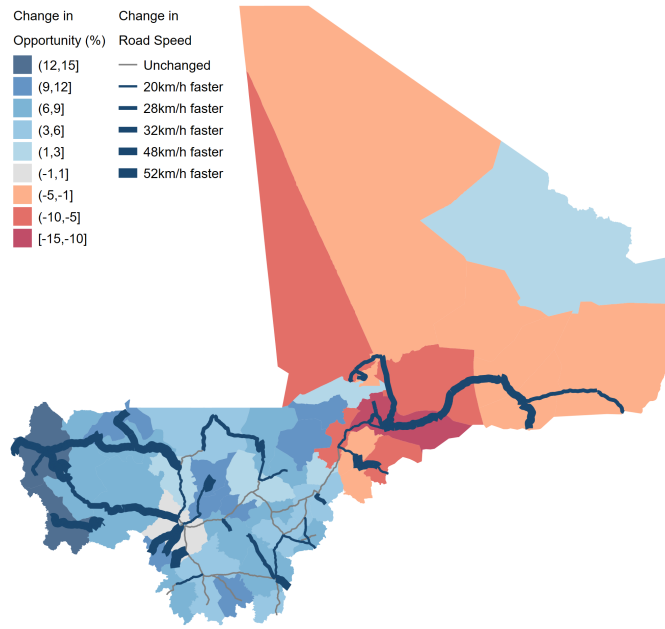 Change in
Opportunity (%)
(12,15]
(9,12]
(6,9]
(3,6]
(1,3]
(-1,1]
(-5,-1]
(-10,-5]
[-15,-10]
Change in
Road Speed
Unchanged
20km/h faster
28km/h faster
32km/h faster
48km/h faster
52km/h faster